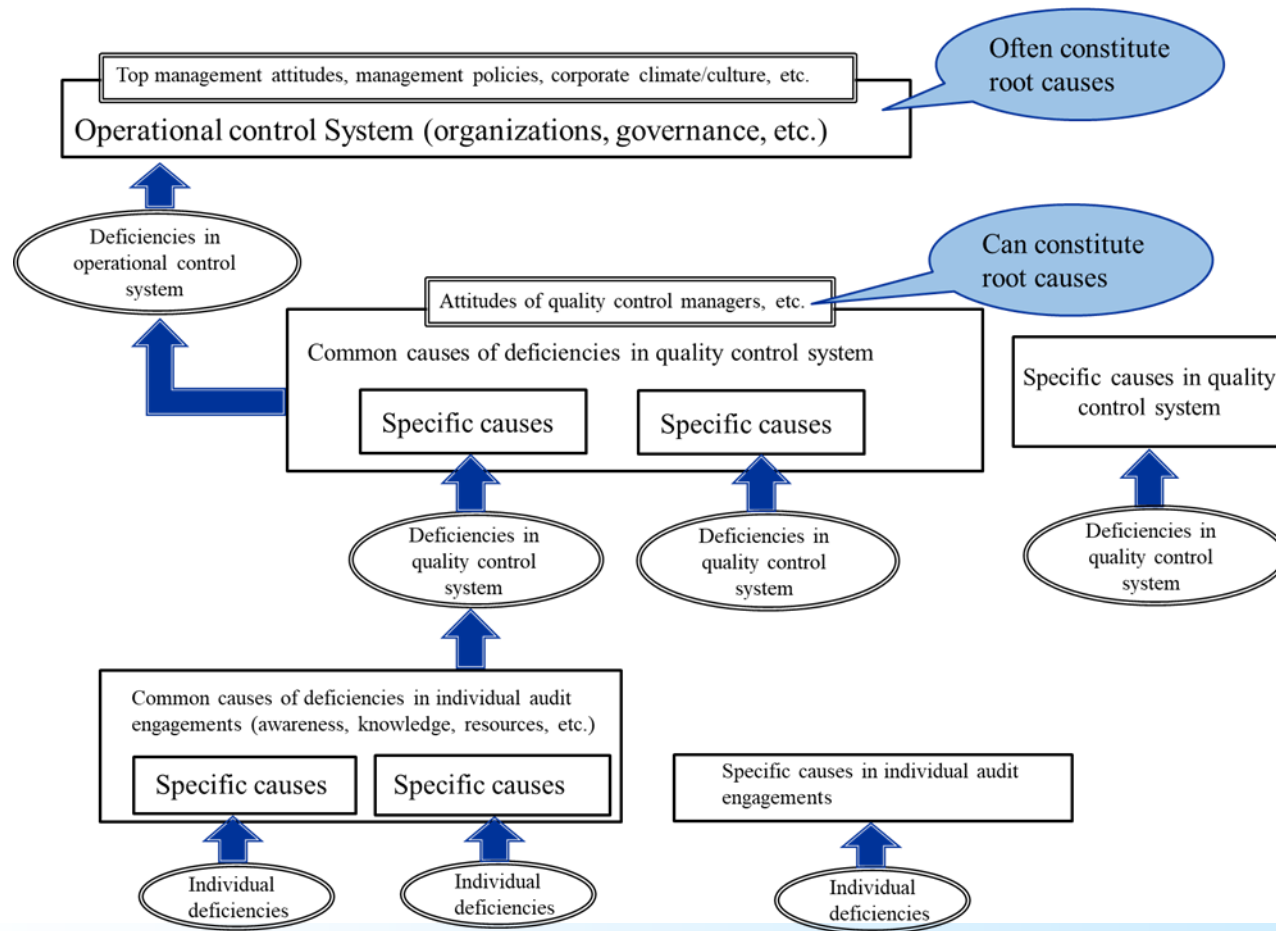 Often constitute
root causes
Top management attitudes, management policies, corporate climate/culture, etc.
Operational control System (organizations, governance, etc.)
Deficiencies in
operational control
system
Can constitute
root causes
Attitudes of quality control managers, etc.
Common causes of deficiencies in quality control system
Specific causes
Specific causes
Specific causes in quality
control system
Deficiencies in
quality control
system
Deficiencies in
quality control
system
Deficiencies in
quality control
system
Common causes of deficiencies in individual audit
engagements (awareness, knowledge, resources, etc.)
Specific causes
Specific causes
Specific causes in individual audit
engagements
Individual
deficiencies
Individual
deficiencies
Individual
deficiencies